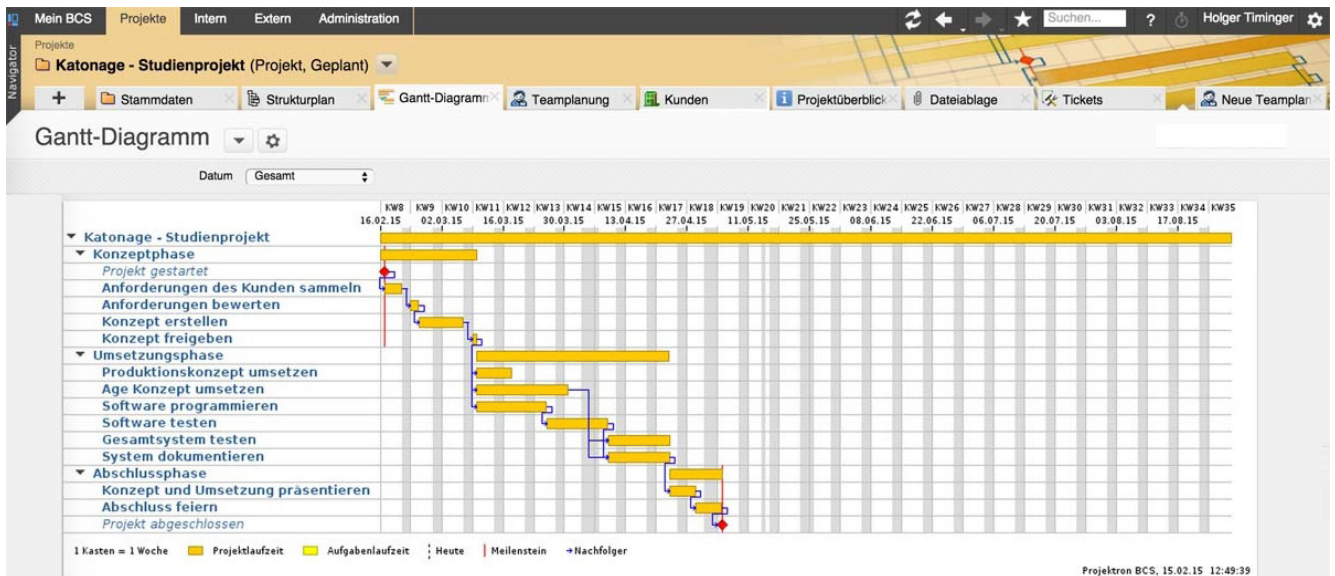 Mein BCS Projekte Intern Extern Administration Suchen... ? Holger Timinger
Navigator
Projekte
Katonage - Studienprojekt (Projekt, Geplant)
+ Stammdaten Strukturplan Gantt-Diagramm Teamplanung Kunden Projektüberblick Dateiablage Tickets Neue Teamplan
Gantt-Diagramm
Datum Gesamt
KW8 KW9 KW10 KW11 KW12 KW13 KW14 KW15 KW16 KW17 KW18 KW19 KW20 KW21 KW22 KW23 KW24 KW25 KW26 KW27 KW28 KW29 KW30 KW31 KW32 KW33 KW34 KW35
16.02.15 02.03.15 16.03.15 30.03.15 13.04.15 27.04.15 11.05.15 25.05.15 08.06.15 22.06.15 06.07.15 20.07.15 03.08.15 17.08.15
Katonage - Studienprojekt
Konzeptphase
Projekt gestartet
Anforderungen des Kunden sammeln
Anforderungen bewerten
Konzept erstellen
Konzept freigeben
Umsetzungsphase
Produktionskonzept umsetzen
Age Konzept umsetzen
Software programmieren
Software testen
Gesamtsystem testen
System dokumentieren
Abschlussphase
Konzept und Umsetzung präsentieren
Abschluss feiern
Projekt abgeschlossen
1 Kasten = 1 Woche Projektlaufzeit Aufgabenlaufzeit Heute Meilenstein Nachfolger
Projektron BCS, 15.02.15 12:49:39